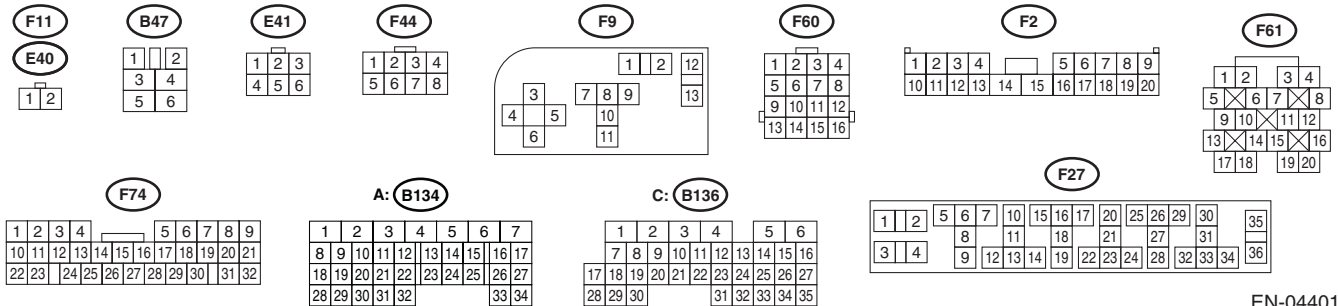 F11
B47
E41
F44
F9
F60
F2
F61
E40
1 2
1 2
3 4
5 6
1 2 3
4 5 6
1 2 3 4
5 6 7 8
1 2 12
13
3
4 5
6
7 8 9
10
11
1 2 3 4
5 6 7 8
9 10 11 12
13 14 15 16
1 2 3 4 5 6 7 8 9
10 11 12 13 14 15 16 17 18 19 20
1 2 3 4
5 6 7 8
9 10 11 12
13 14 15 16
17 18 19 20
F74
A: B134
C: B136
F27
1 2 3 4 5 6 7 8 9
10 11 12 13 14 15 16 17 18 19 20 21
22 23 24 25 26 27 28 29 30 31 32
1 2 3 4 5 6 7
8 9 10 11 12 13 14 15 16 17
18 19 20 21 22 23 24 25 26 27
28 29 30 31 32 33 34
1 2 3 4 5 6
7 8 9 10 11 12 13 14 15 16
17 18 19 20 21 22 23 24 25 26 27
28 29 30 31 32 33 34 35
1 2 5 6 7 10 15 16 17 20 25 26 29 30 35
8 11 18 21 27 31
3 4 9 12 13 14 19 22 23 24 28 32 33 34 36
EN-04401